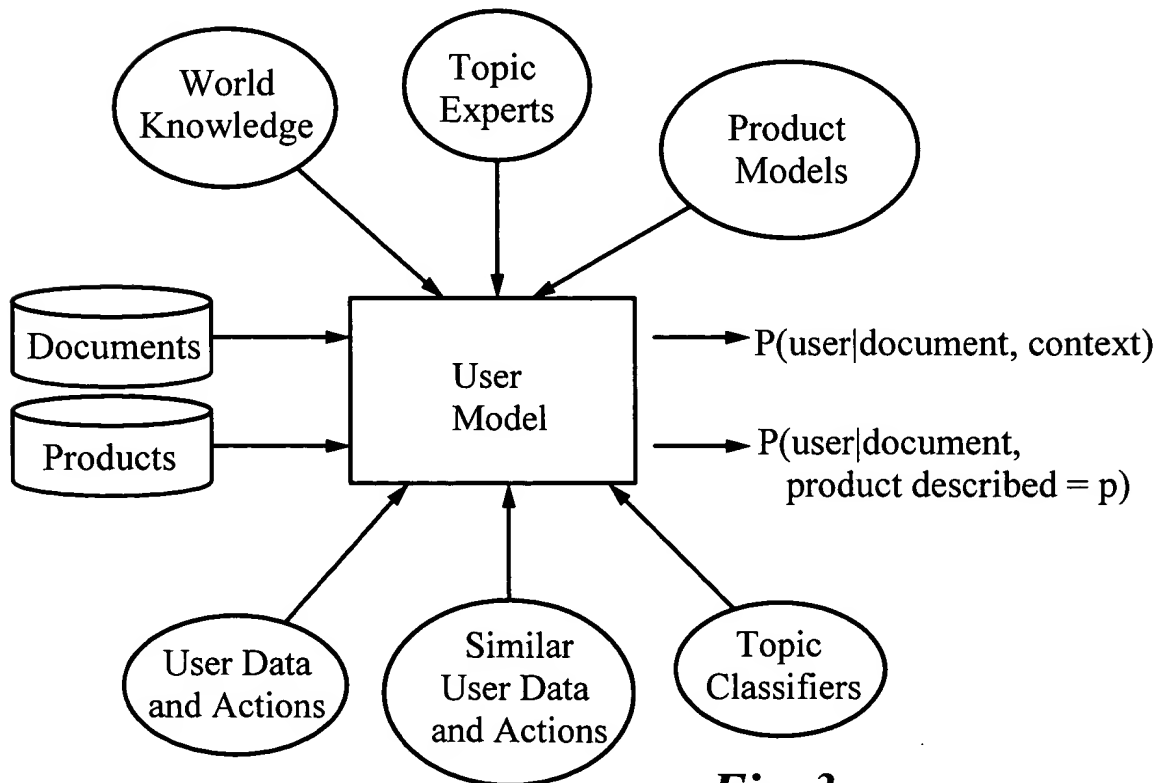 World
Knowledge
Topic
Experts
Product
Models
Documents
Products
User
Model
P(user|document, context)
P(user|document,
product described = p)
User Data
and Actions
Similar
User Data
and Actions
Topic
Classifiers
Fig. 3